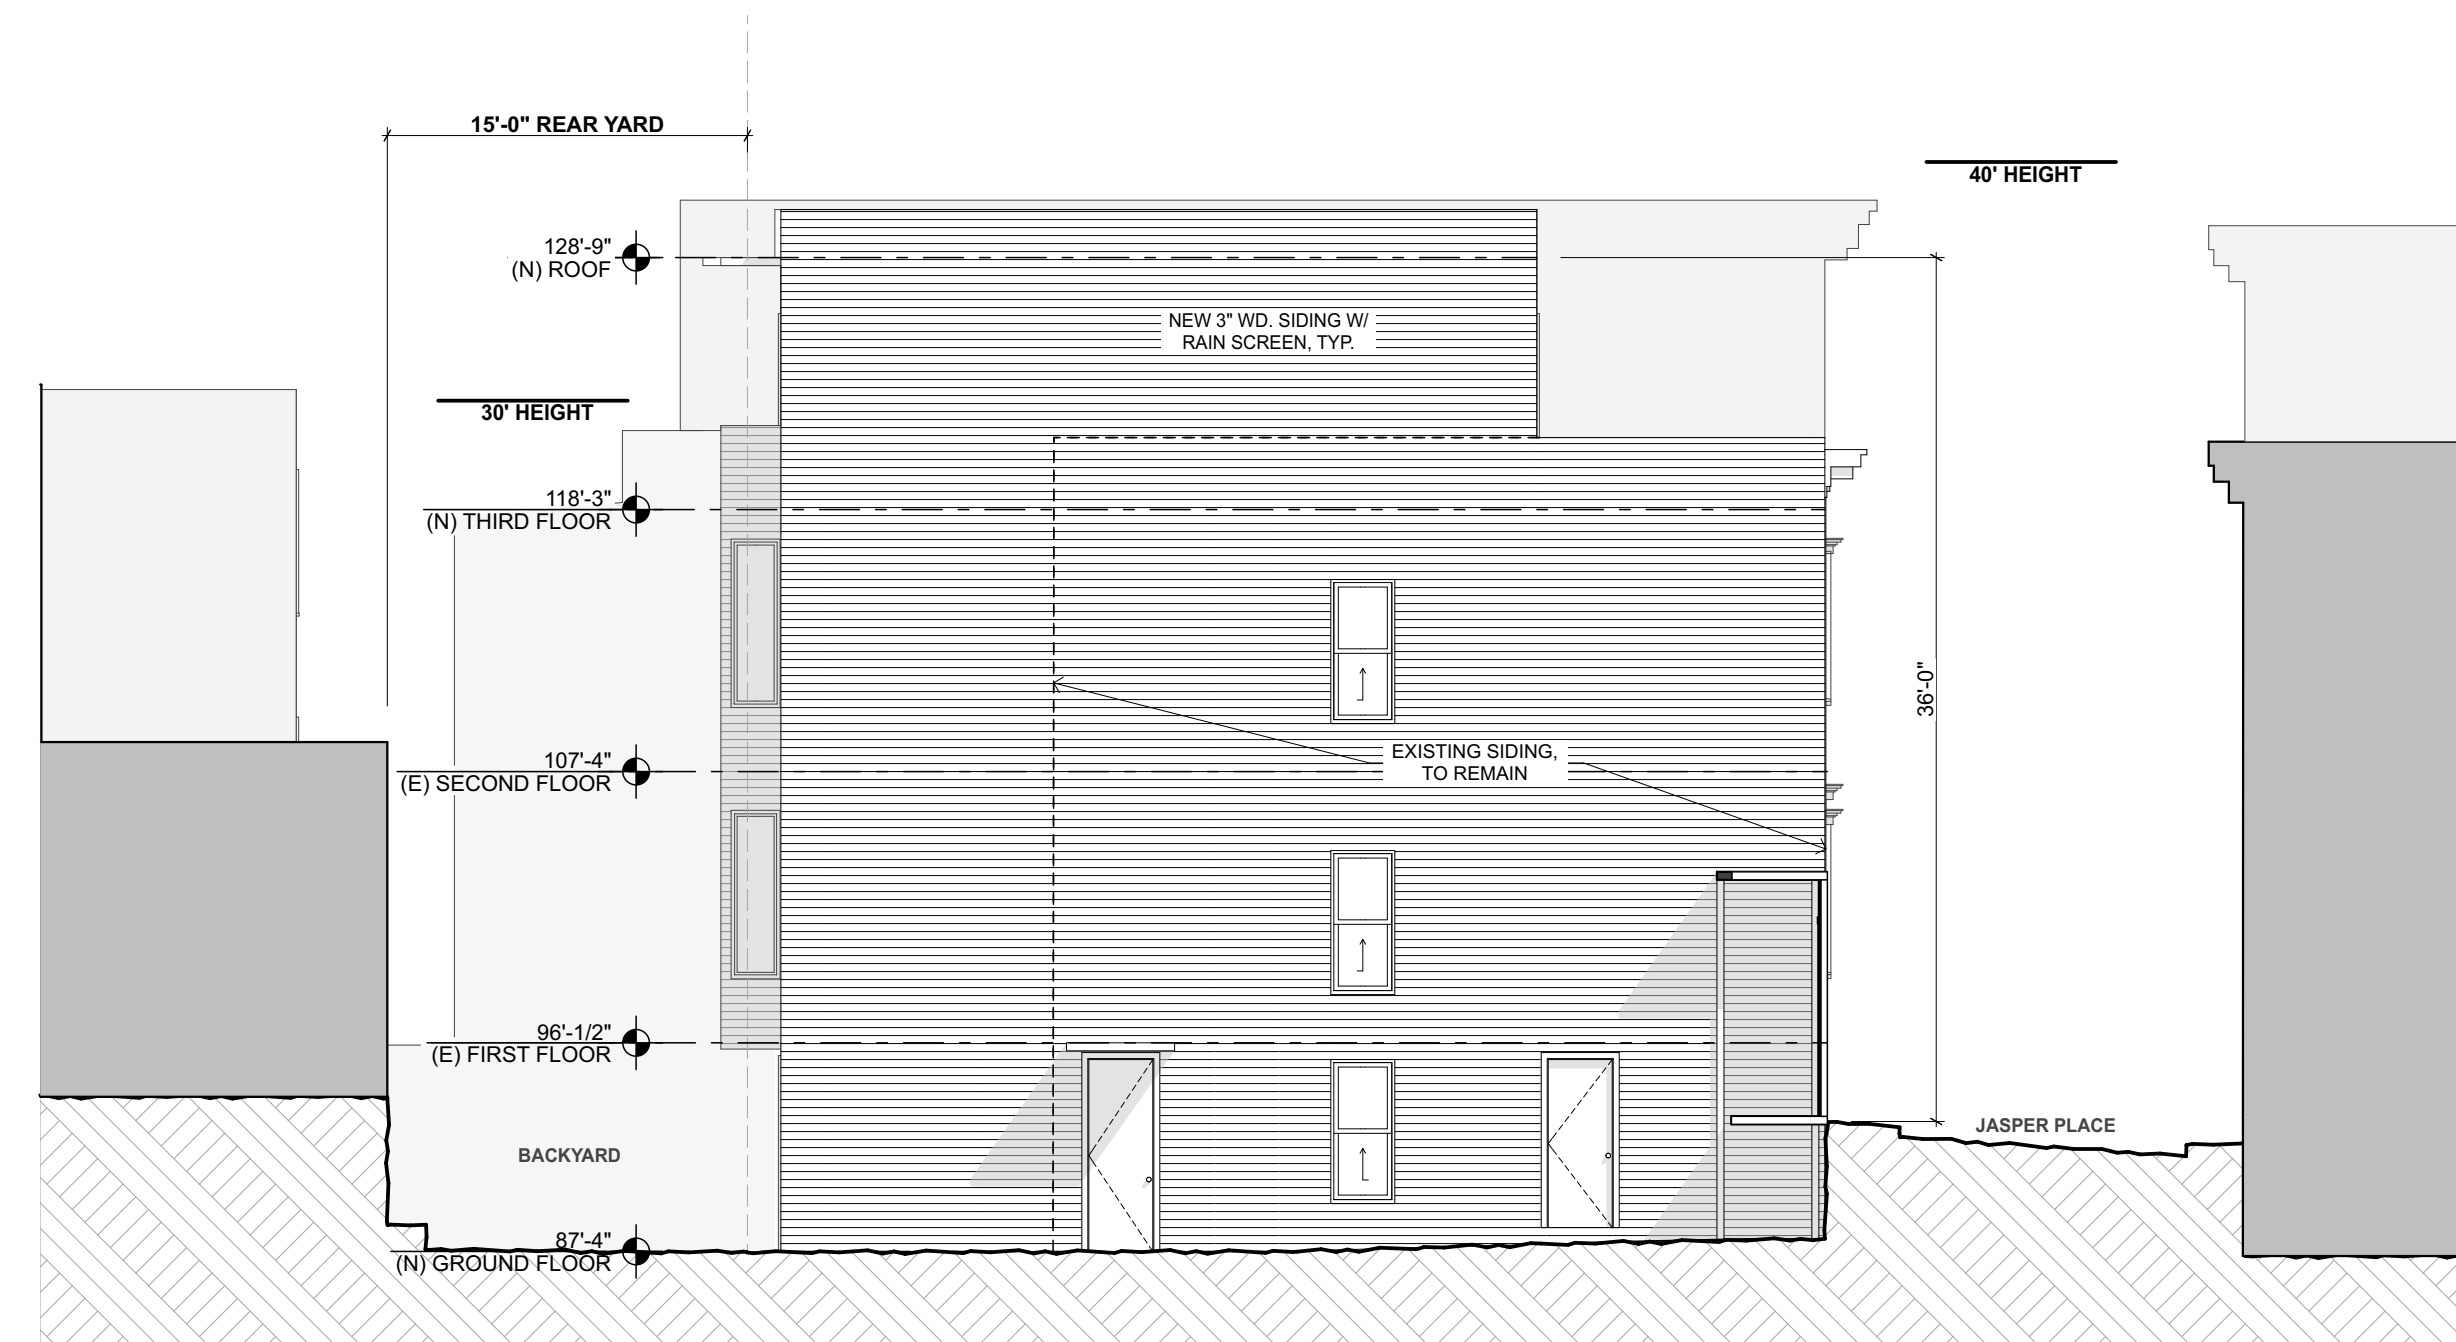 15'-0" REAR YARD
40' HEIGHT
128'-9"
(N) ROOF
NEW 3" WD. SIDING W/
RAIN SCREEN, TYP.
30' HEIGHT
118'-3"
(N) THIRD FLOOR
36'-0"
107'-4"
(E) SECOND FLOOR
EXISTING SIDING,
TO REMAIN
96'-1/2"
(E) FIRST FLOOR
JASPER PLACE
BACKYARD
87'-4"
(N) GROUND FLOOR